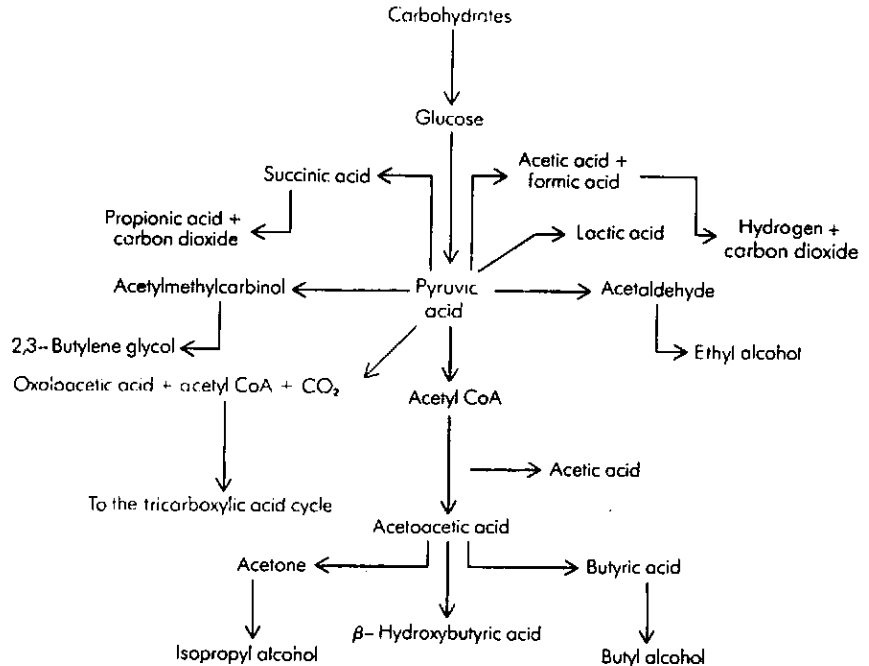 Carbohydrates
Glucose
Succinic acid
Acetic acid +
formic acid
Propionic acid +
carbon dioxide
Lactic acid
Hydrogen +
carbon dioxide
Acetylmethylcarbinol
Pyruvic
acid
Acetaldehyde
2,3-Butylene glycol
Ethyl alcohol
Oxaloacetic acid + acetyl CoA + CO₂
Acetyl CoA
Acetic acid
To the tricarboxylic acid cycle
Acetoacetic acid
Acetone
Butyric acid
β-Hydroxybutyric acid
Isopropyl alcohol
Butyl alcohol